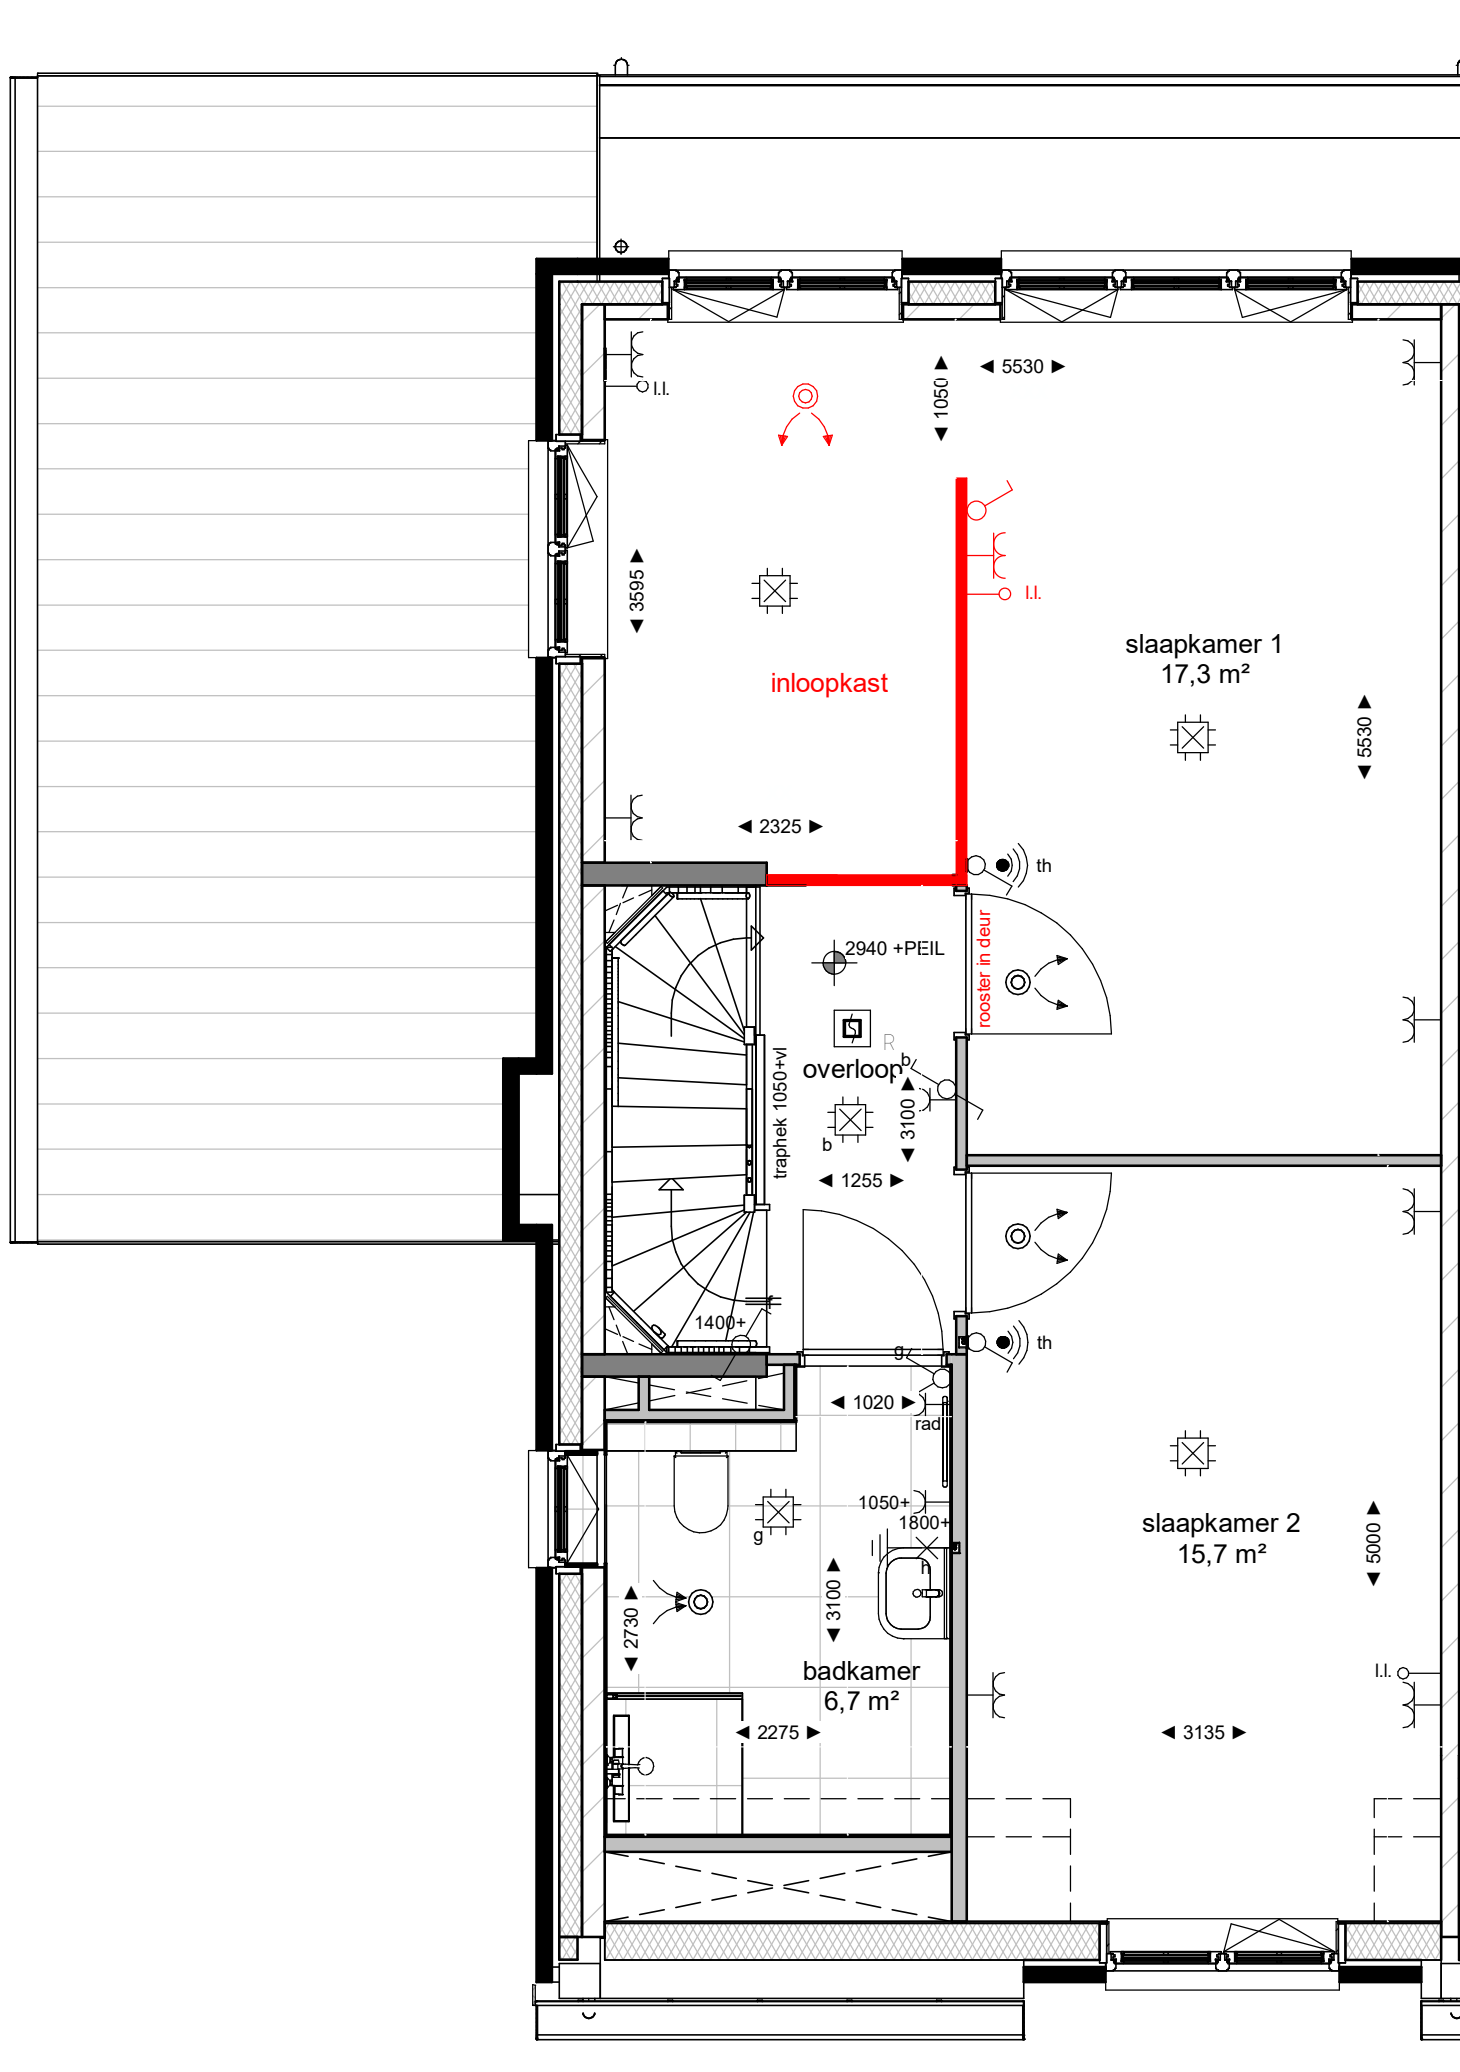 5530
1050
l.l.
3595
l.l.
slaapkamer 1
17,3 m²
inloopkast
5530
2325
th
rooster in deur
2940 +PEIL
R
overloop
b
traphek 1050+vl
3100
b
1255
1400+
th
g
1020
rad
1050+
1800+
g
h
slaapkamer 2
15,7 m²
5000
3100
2730
badkamer
6,7 m²
l.l.
2275
3135